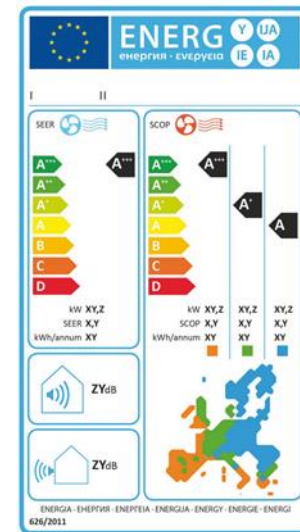 ENERG
енергия · ενεργεια
Y IJA
IE IA
I II
SEER
A+++
A++
A+
A
B
C
D
A+++
kW XY,Z
SEER X,Y
kWh/annum XY
SCOP
A+++
A++
A+
A
B
C
D
A+++
A+
A
kW XY,Z XY,Z XY,Z
SCOP X,Y X,Y X,Y
kWh/annum XY XY XY
ZYdB
ZYdB
ENERGIA · ЕНЕРГИЯ · ΕΝΕΡΓΕΙΑ · ENERGIJA · ENERGY · ENERGIE · ENERGI
626/2011